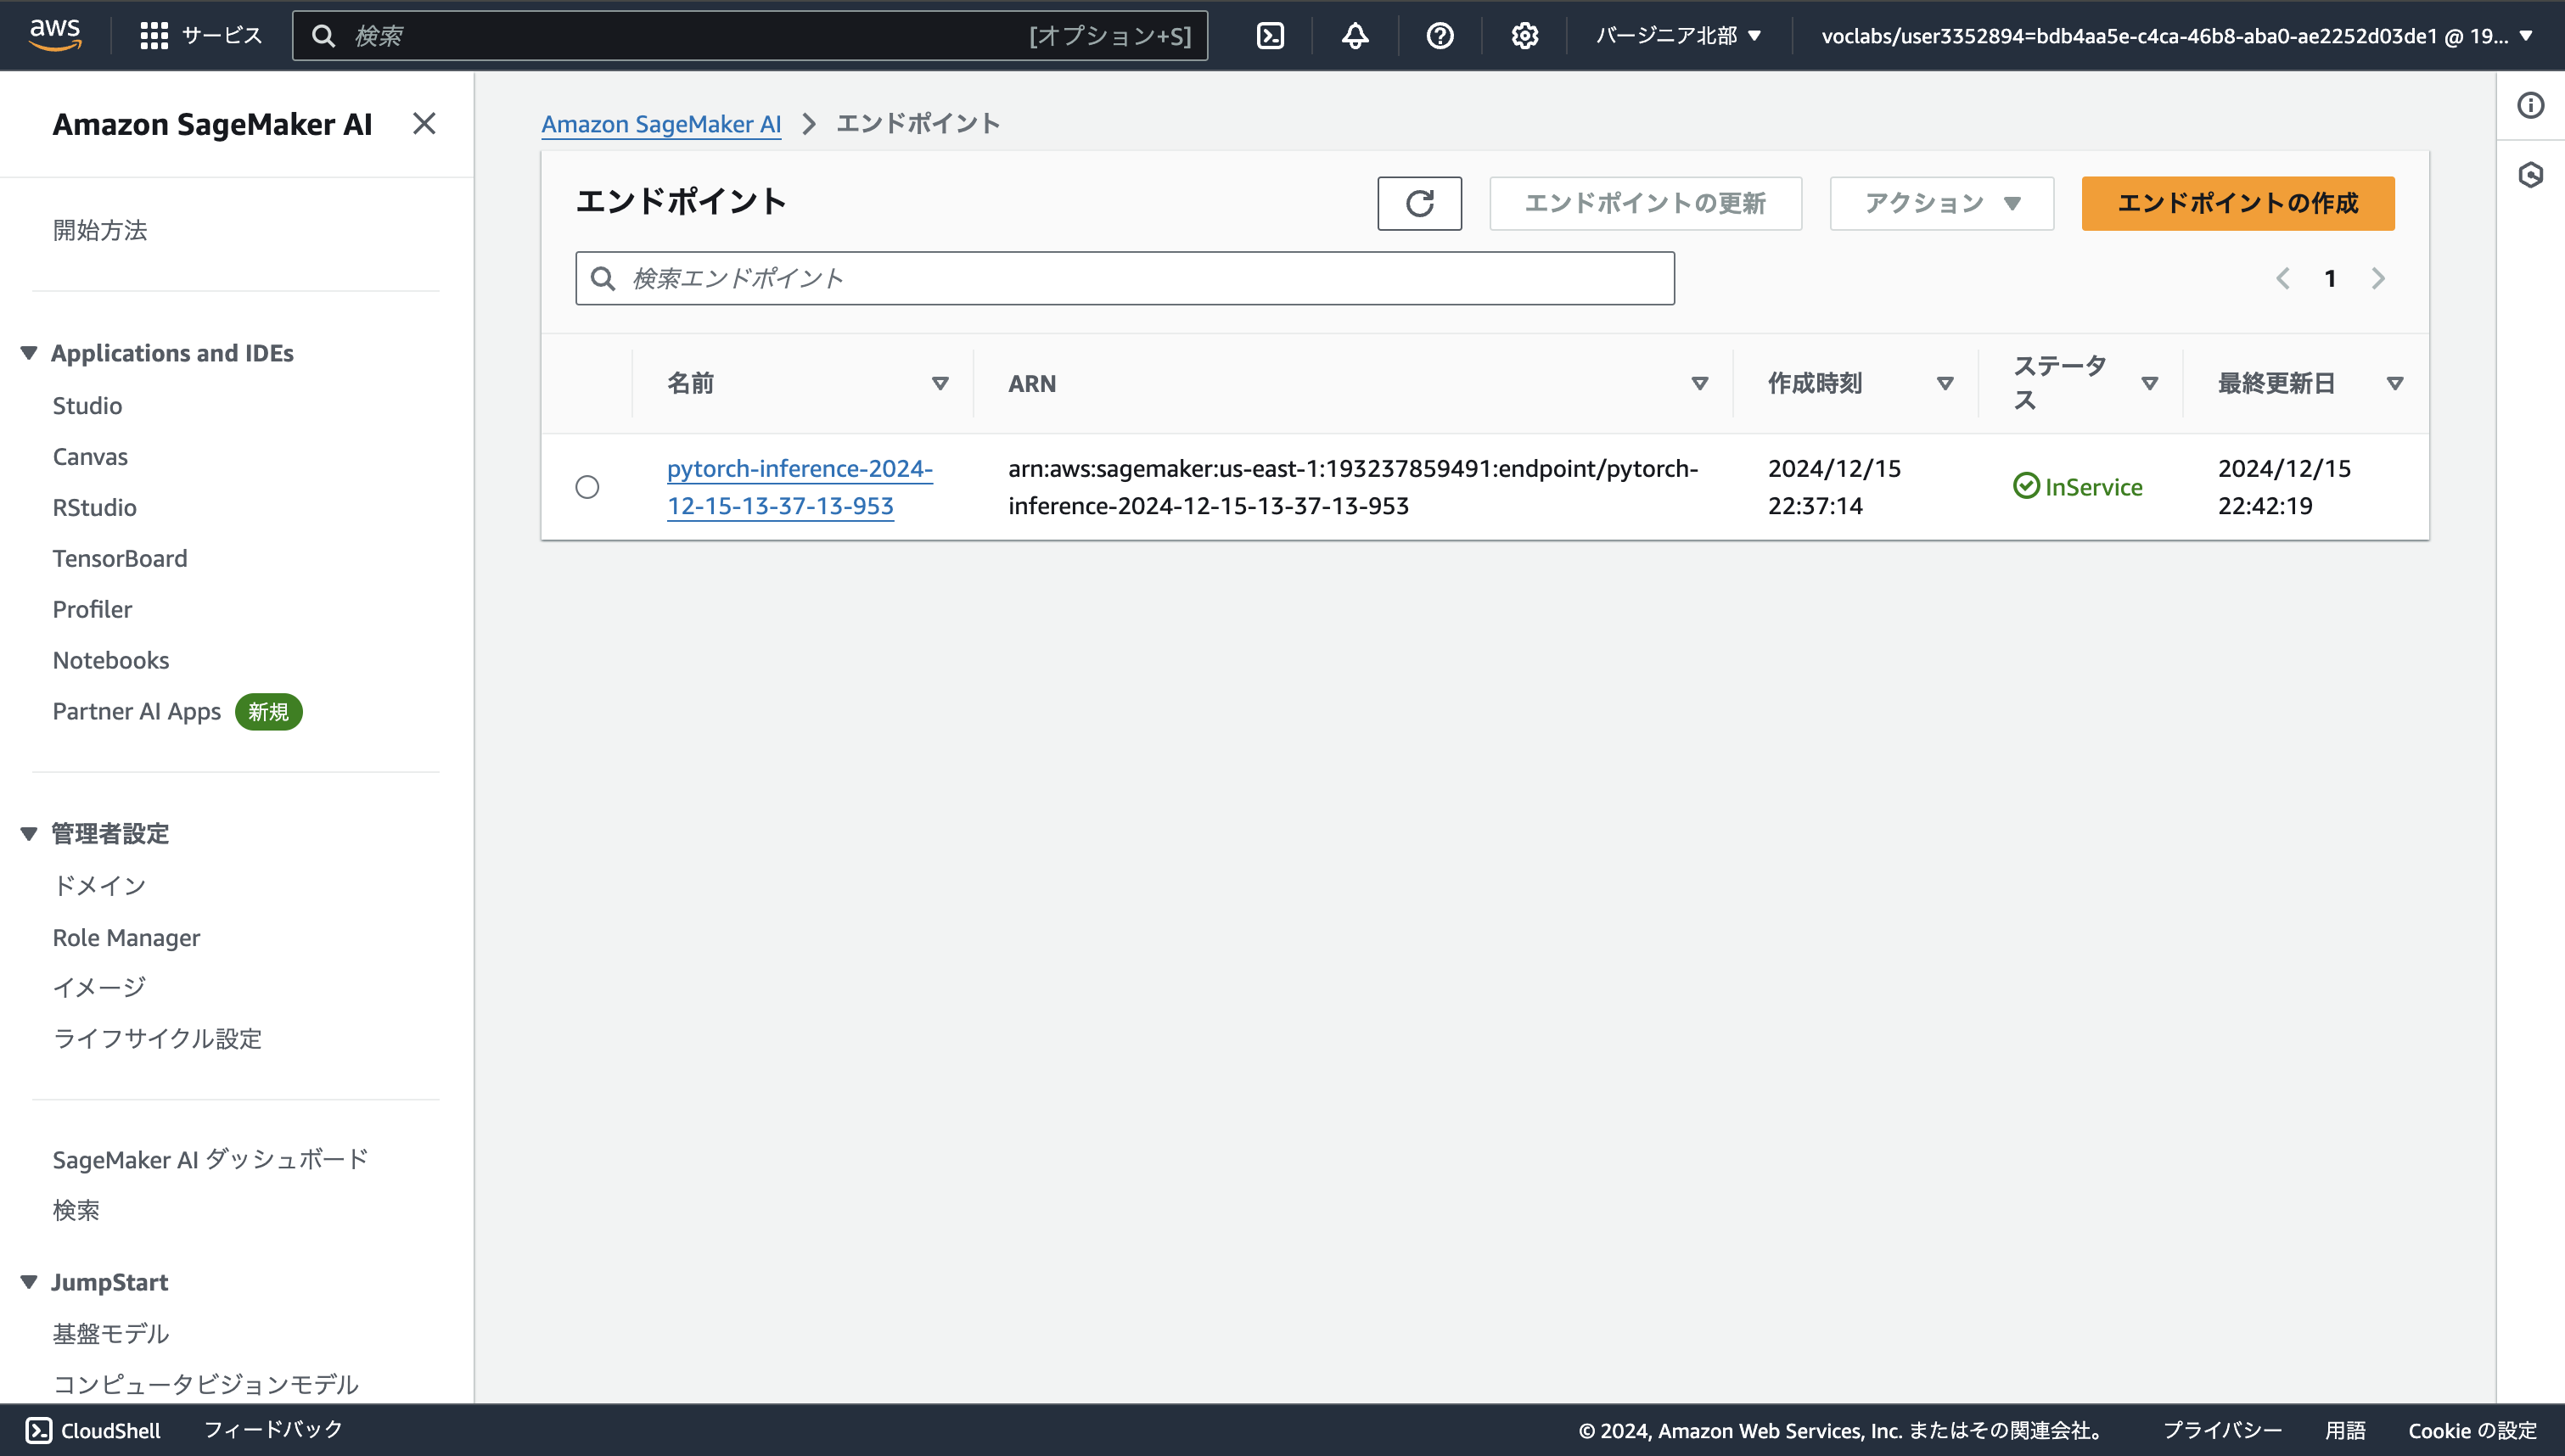 aws
サービス
検索
[オプション+S]
バージニア北部
voclabs/user3352894=bdb4aa5e-c4ca-46b8-aba0-ae2252d03de1 @ 19...
Amazon SageMaker AI
開始方法
Applications and IDEs
Studio
Canvas
RStudio
TensorBoard
Profiler
Notebooks
Partner AI Apps 新規
管理者設定
ドメイン
Role Manager
イメージ
ライフサイクル設定
SageMaker AI ダッシュボード
検索
JumpStart
基盤モデル
コンピュータビジョンモデル
Amazon SageMaker AI
エンドポイント
エンドポイント
エンドポイントの更新
アクション
エンドポイントの作成
検索エンドポイント
1
名前
ARN
作成時刻
ステータ
ス
最終更新日
pytorch-inference-2024-
12-15-13-37-13-953
arn:aws:sagemaker:us-east-1:193237859491:endpoint/pytorch-
inference-2024-12-15-13-37-13-953
2024/12/15
22:37:14
InService
2024/12/15
22:42:19
CloudShell
フィードバック
© 2024, Amazon Web Services, Inc. またはその関連会社。
プライバシー
用語
Cookie の設定